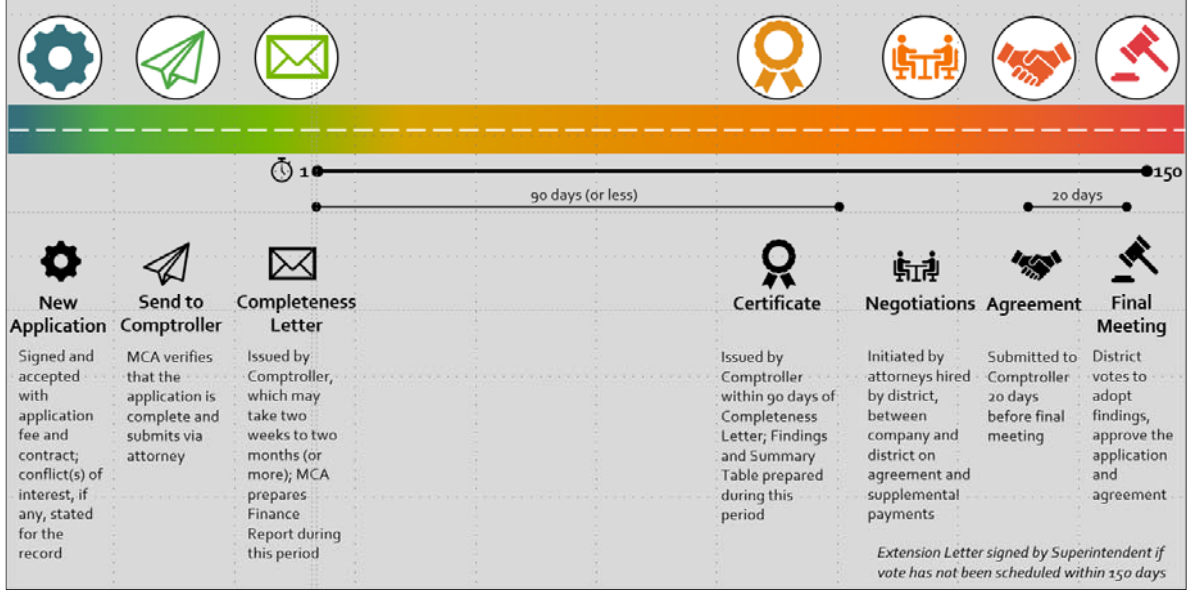 1
150
90 days (or less)
20 days
New
Application
Signed and
accepted
with
application
fee and
contract;
conflict(s) of
interest, if
any, stated
for the
record
Send to
Comptroller
MCA verifies
that the
application is
complete and
submits via
attorney
Completeness
Letter
Issued by
Comptroller,
which may
take two
weeks to two
months (or
more); MCA
prepares
Finance
Report during
this period
Certificate
Issued by
Comptroller
within 90 days of
Completeness
Letter; Findings
and Summary
Table prepared
during this
period
Negotiations
Initiated by
attorneys hired
by district,
between
company and
district on
agreement and
supplemental
payments
Agreement
Submitted to
Comptroller
20 days
before final
meeting
Final
Meeting
District
votes to
adopt
findings,
approve the
application
and
agreement
Extension Letter signed by Superintendent if
vote has not been scheduled within 150 days